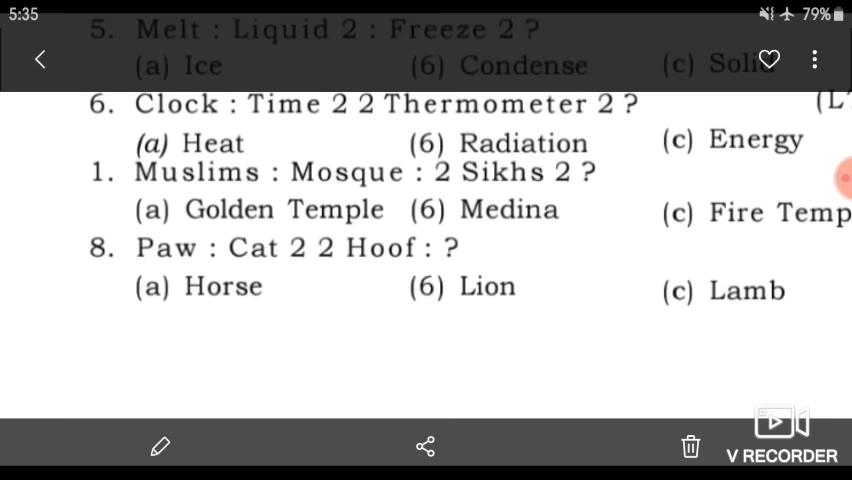 5:35
79%
5. Melt : Liquid 2 : Freeze 2 ?
(a) Ice (6) Condense (c) Solid
6. Clock : Time 2 2 Thermometer 2 ?
(a) Heat (6) Radiation (c) Energy
1. Muslims : Mosque : 2 Sikhs 2 ?
(a) Golden Temple (6) Medina (c) Fire Temp
8. Paw : Cat 2 2 Hoof : ?
(a) Horse (6) Lion (c) Lamb
V RECORDER